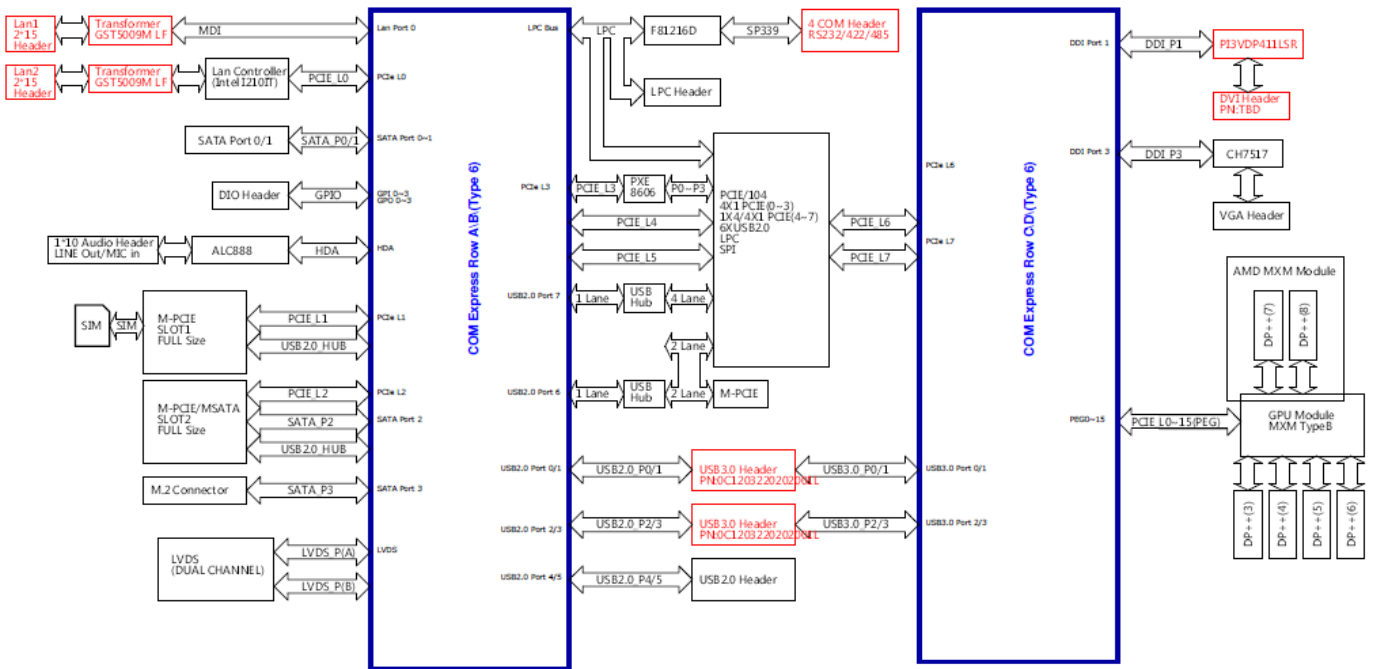 Lan1
2*15
Header
Transformer
GST5009M LF
MDI
Lan Port 0
Lan2
2*15
Header
Transformer
GST5009M LF
Lan Controller
(Intel I210IT)
PCIE_L0
PCIe L0
SATA Port 0/1
SATA_P0/1
SATA Port 0~1
DIO Header
GPIO
GPI 0~3
GPO 0~3
1*10 Audio Header
LINE Out/MIC in
ALC888
HDA
HDA
SIM
SIM
M-PCIE
SLOT1
FULL Size
PCIE_L1
USB2.0_HUB
PCIe L1
M-PCIE/MSATA
SLOT2
FULL Size
PCIE_L2
SATA_P2
USB2.0_HUB
PCIe L2
SATA Port 2
M.2 Connector
SATA_P3
SATA Port 3
LVDS
(DUAL CHANNEL)
LVDS_P(A)
LVDS_P(B)
LVDS
COM Express Row A\B\(Type 6)
LPC Bus
LPC
F81216D
SP339
4 COM Header
RS232/422/485
LPC Header
PCIe L3
PCIE_L3
PXE
8606
P0~P3
PCIE_L4
PCIE_L5
PCIE/104
4X1 PCIE(0~3)
1X4/4X1 PCIE(4~7)
6XUSB2.0
LPC
SPI
PCIE_L6
PCIE_L7
USB2.0 Port 7
1 Lane
USB
Hub
4 Lane
2 Lane
USB2.0 Port 6
1 Lane
USB
Hub
2 Lane
M-PCIE
USB2.0 Port 0/1
USB2.0_P0/1
USB3.0 Header
PN:0C1203220202001L
USB3.0_P0/1
USB3.0 Port 0/1
USB2.0 Port 2/3
USB2.0_P2/3
USB3.0 Header
PN:0C1203220202001L
USB3.0_P2/3
USB3.0 Port 2/3
USB2.0 Port 4/5
USB2.0_P4/5
USB2.0 Header
COM Express Row C\D\(Type 6)
PCIe L6
PCIe L7
DDI Port 1
DDI_P1
PI3VDP411LSR
DVI Header
PN:TBD
DDI Port 3
DDI_P3
CH7517
VGA Header
AMD MXM Module
DP++(7)
DP++(8)
PEG0~15
PCIE_L0~15(PEG)
GPU Module
MXM TypeB
DP++(3)
DP++(4)
DP++(5)
DP++(6)